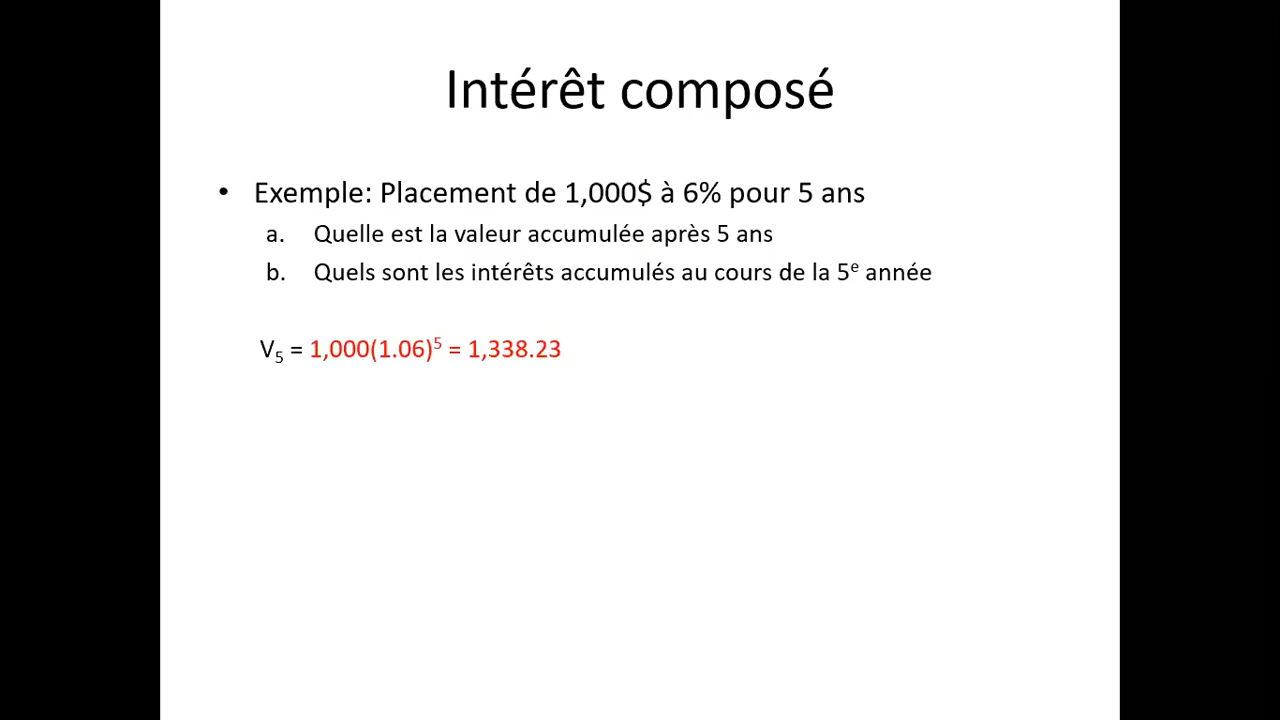 Intérêt composé
• Exemple: Placement de 1,000$ à 6% pour 5 ans
a. Quelle est la valeur accumulée après 5 ans
b. Quels sont les intérêts accumulés au cours de la 5ᵉ année
V₅ = 1,000(1.06)⁵ = 1,338.23